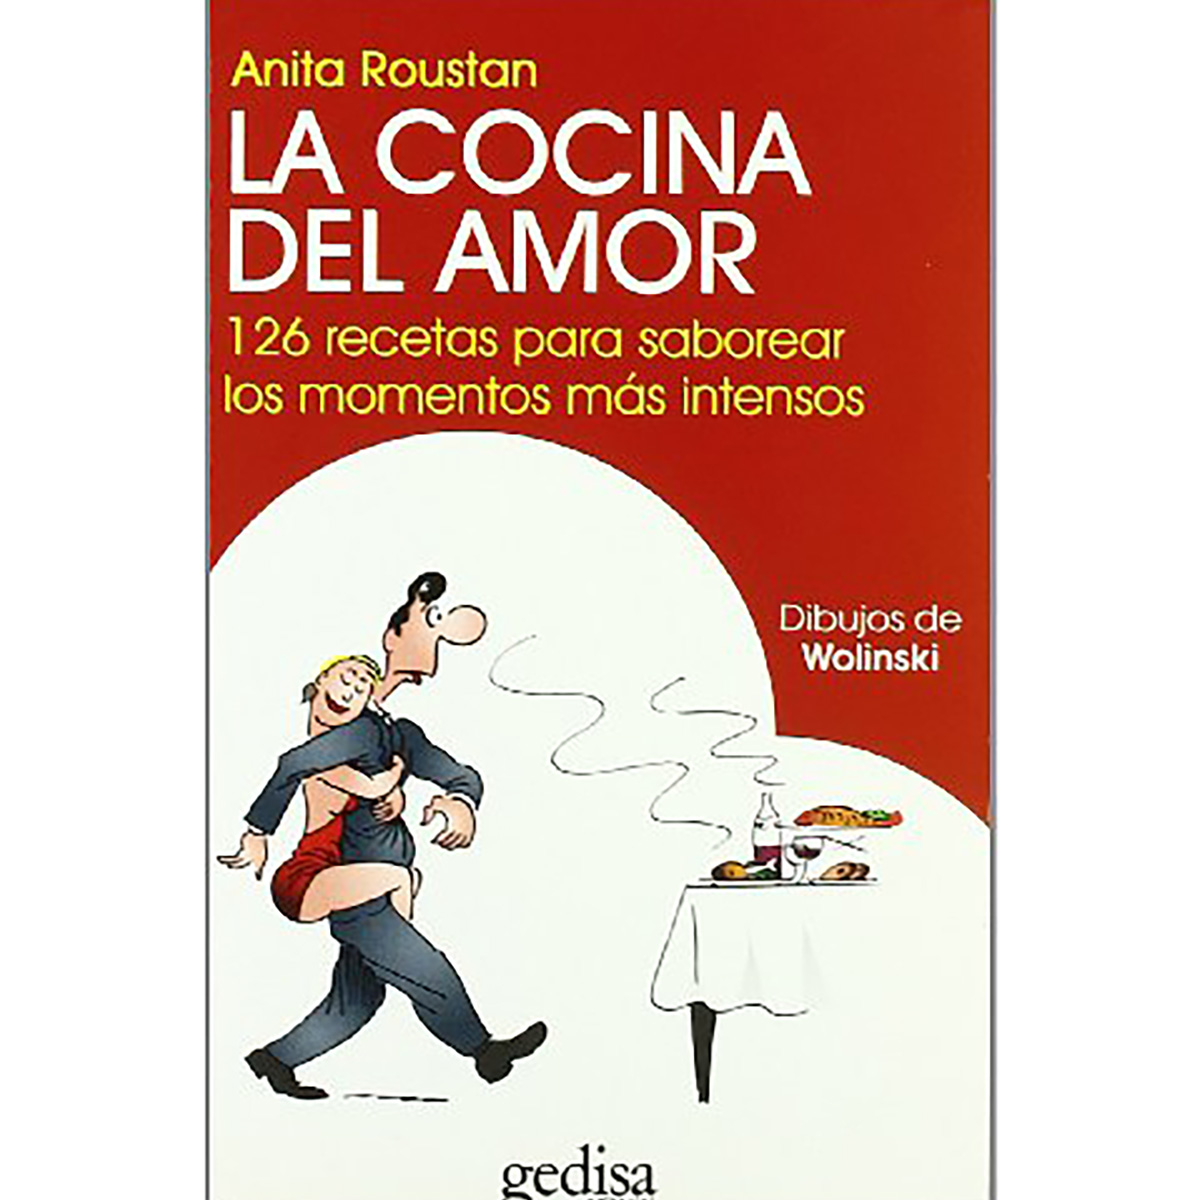 Anita Roustan
LA COCINA
DEL AMOR
126 recetas para saborear
los momentos más intensos
Dibujos de
Wolinski
gedisa